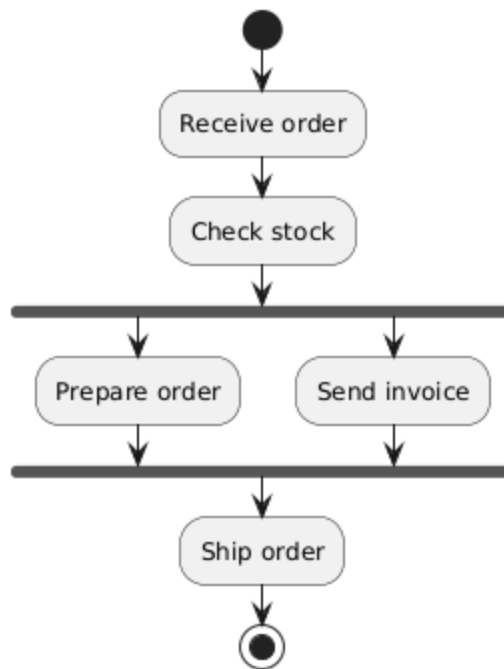 Receive order
Check stock
Prepare order
Send invoice
Ship order